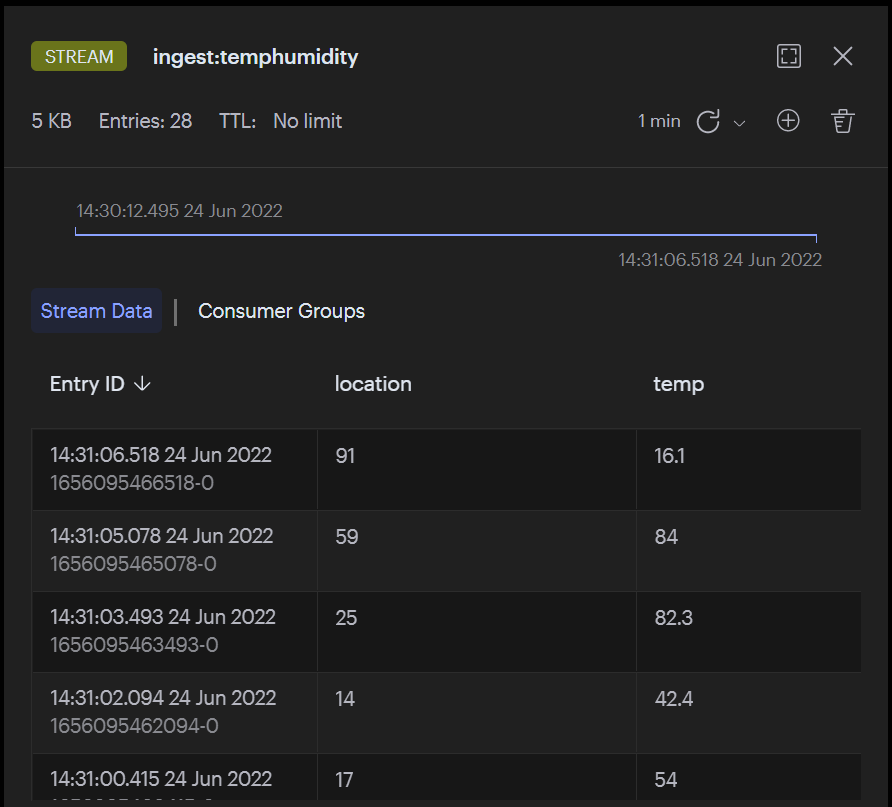 STREAM ingest:temphumidity
5 KB Entries: 28 TTL: No limit 1 min
14:30:12.495 24 Jun 2022
14:31:06.518 24 Jun 2022
Stream Data | Consumer Groups
Entry ID location temp
14:31:06.518 24 Jun 2022 91 16.1
1656095466518-0
14:31:05.078 24 Jun 2022 59 84
1656095465078-0
14:31:03.493 24 Jun 2022 25 82.3
1656095463493-0
14:31:02.094 24 Jun 2022 14 42.4
1656095462094-0
14:31:00.415 24 Jun 2022 17 54